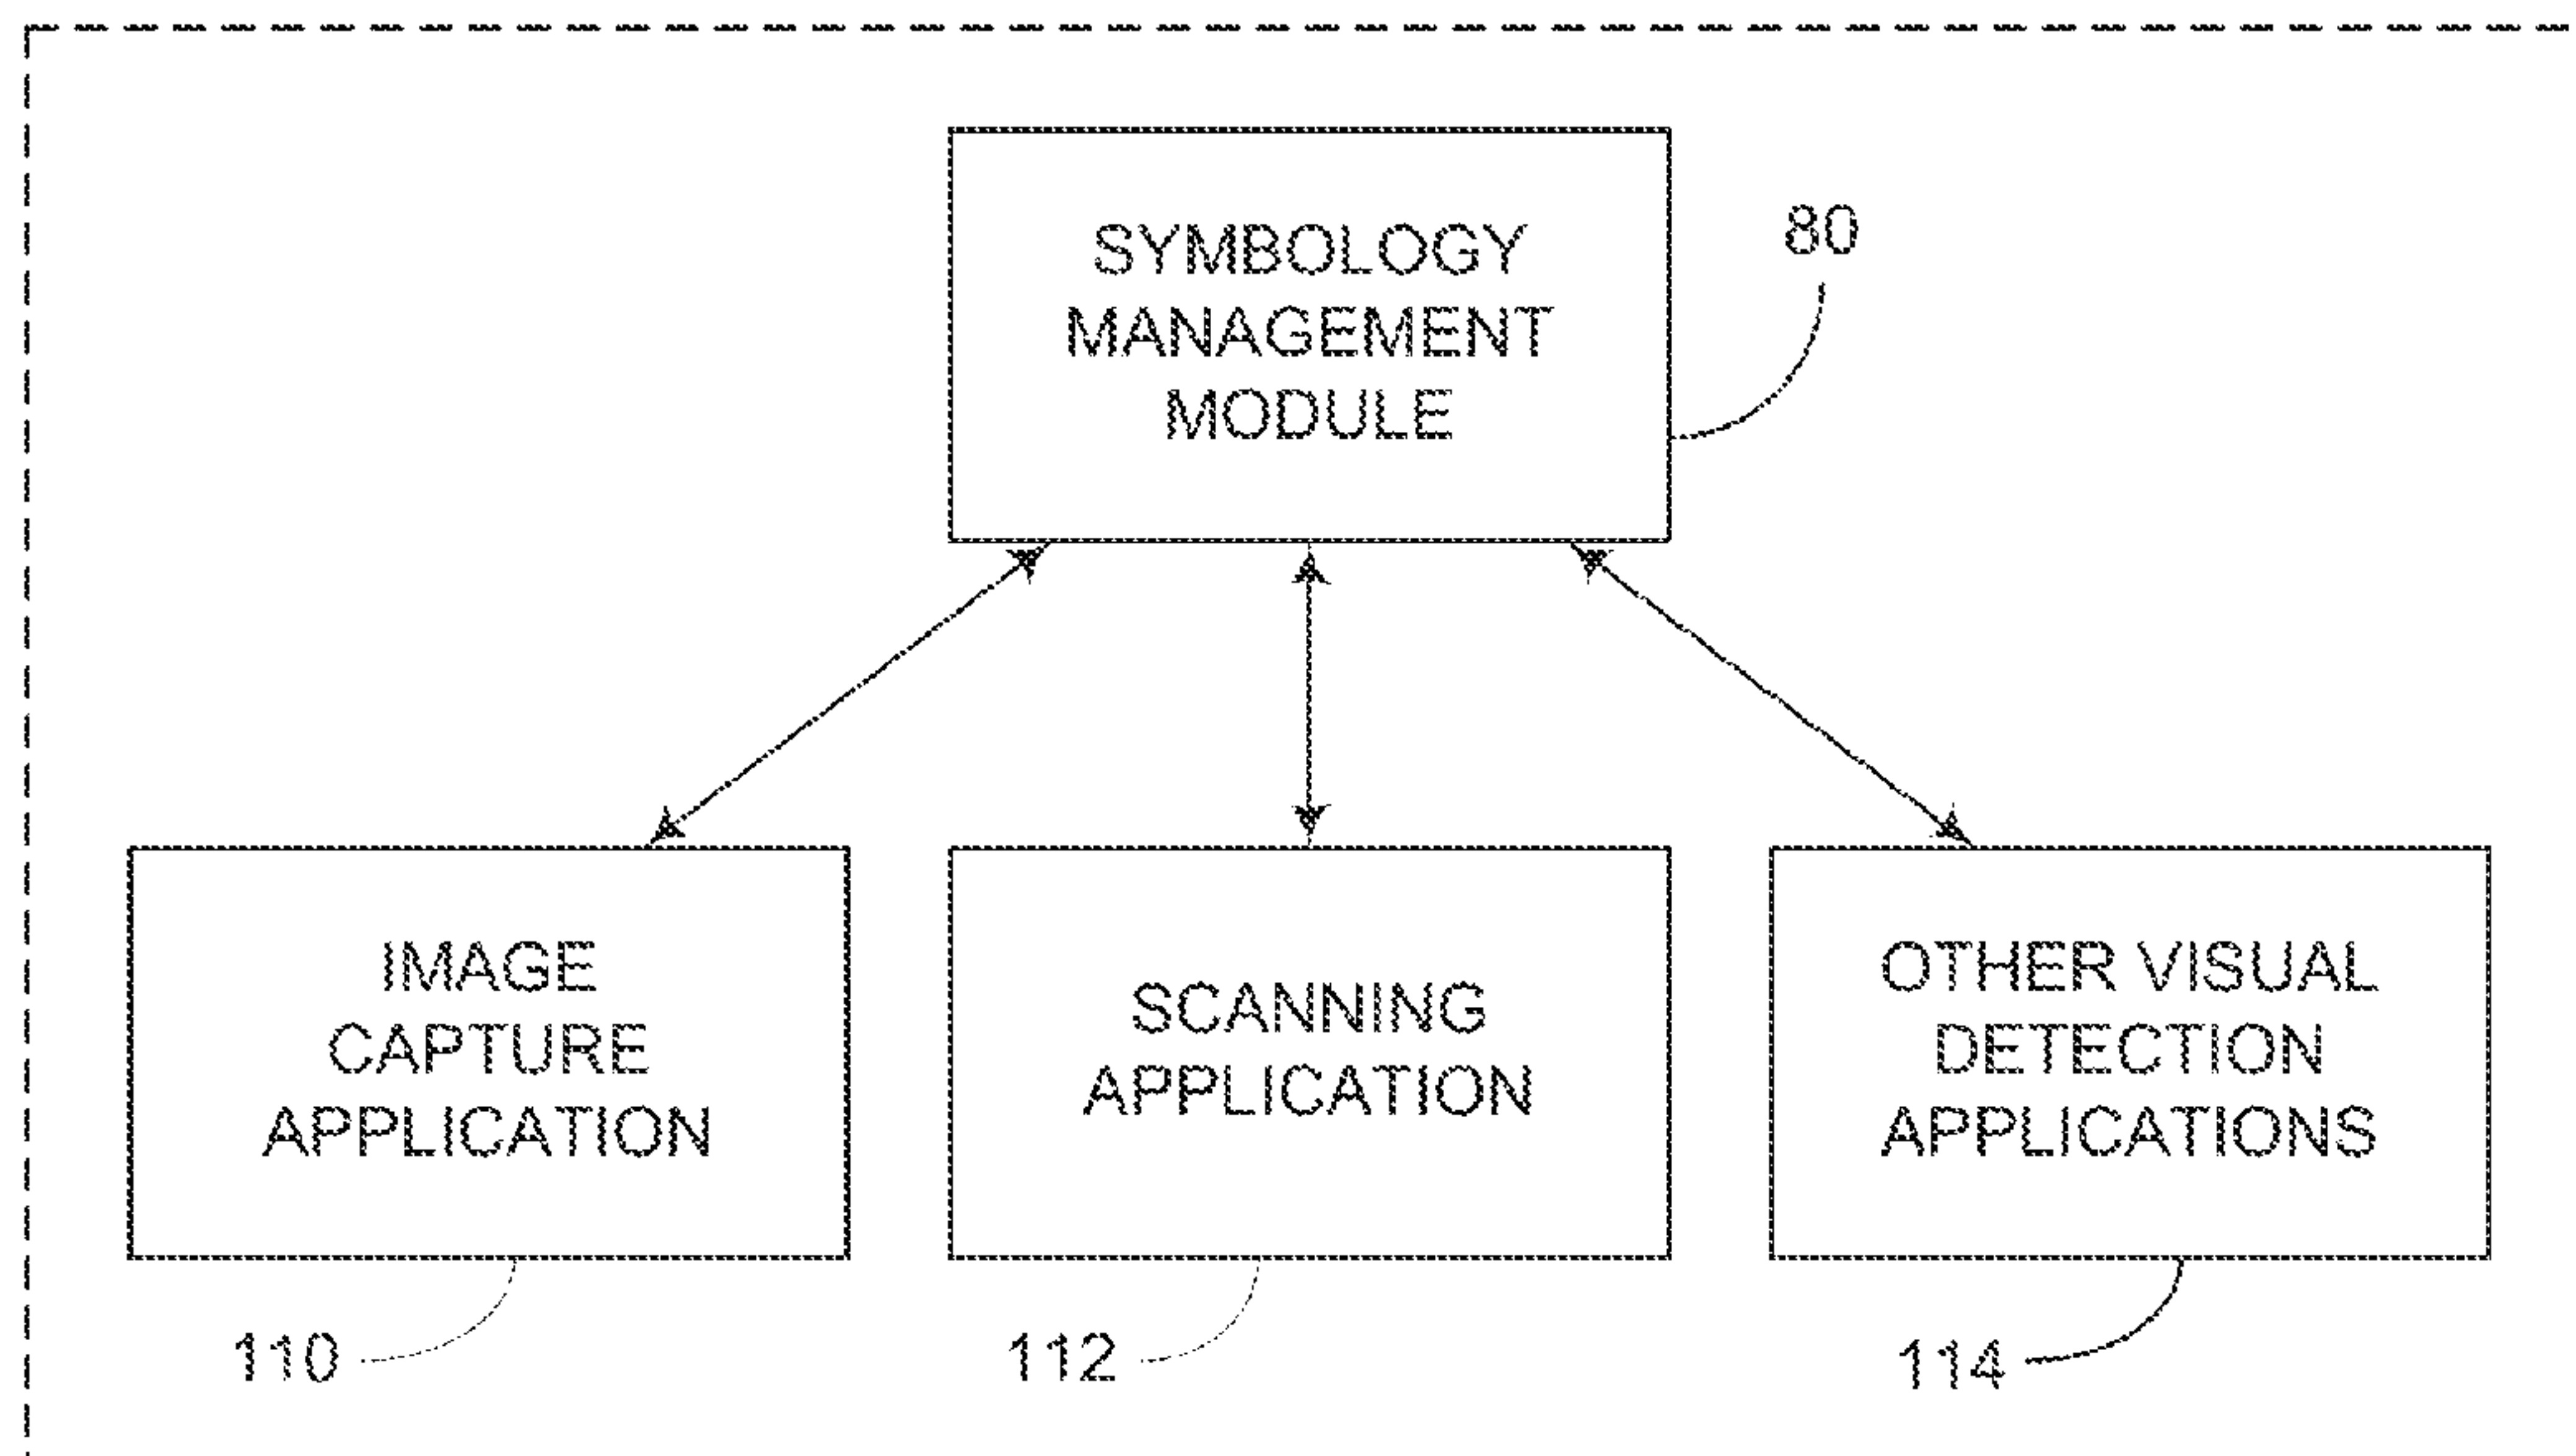 SYMBOLOGY
MANAGEMENT
MODULE
80
IMAGE
CAPTURE
APPLICATION
SCANNING
APPLICATION
OTHER VISUAL
DETECTION
APPLICATIONS
110
112
114